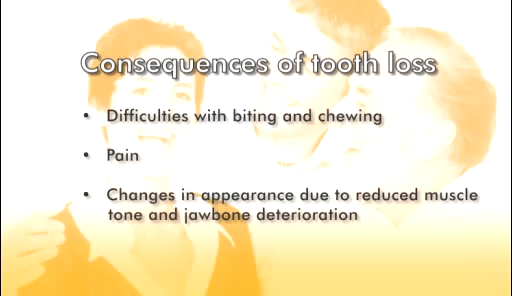 Consequences of tooth loss
• Difficulties with biting and chewing
• Pain
• Changes in appearance due to reduced muscle
tone and jawbone deterioration